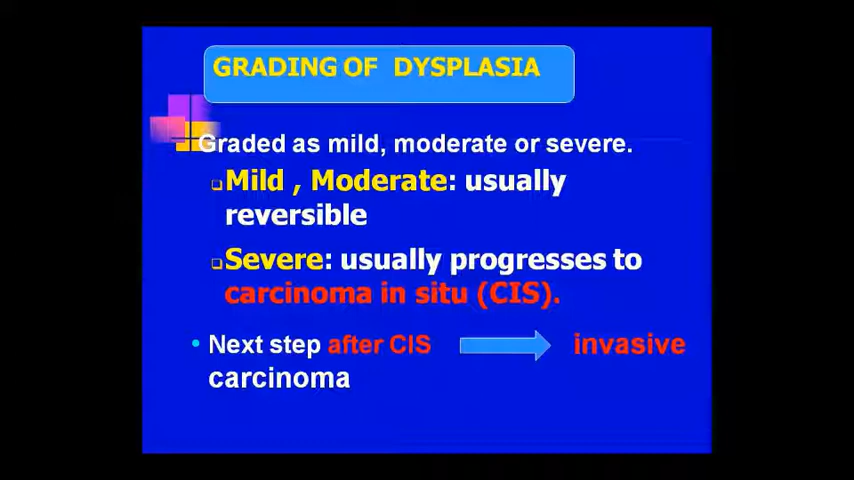 GRADING OF DYSPLASIA
Graded as mild, moderate or severe.
Mild , Moderate: usually
reversible
Severe: usually progresses to
carcinoma in situ (CIS).
• Next step after CIS invasive
carcinoma